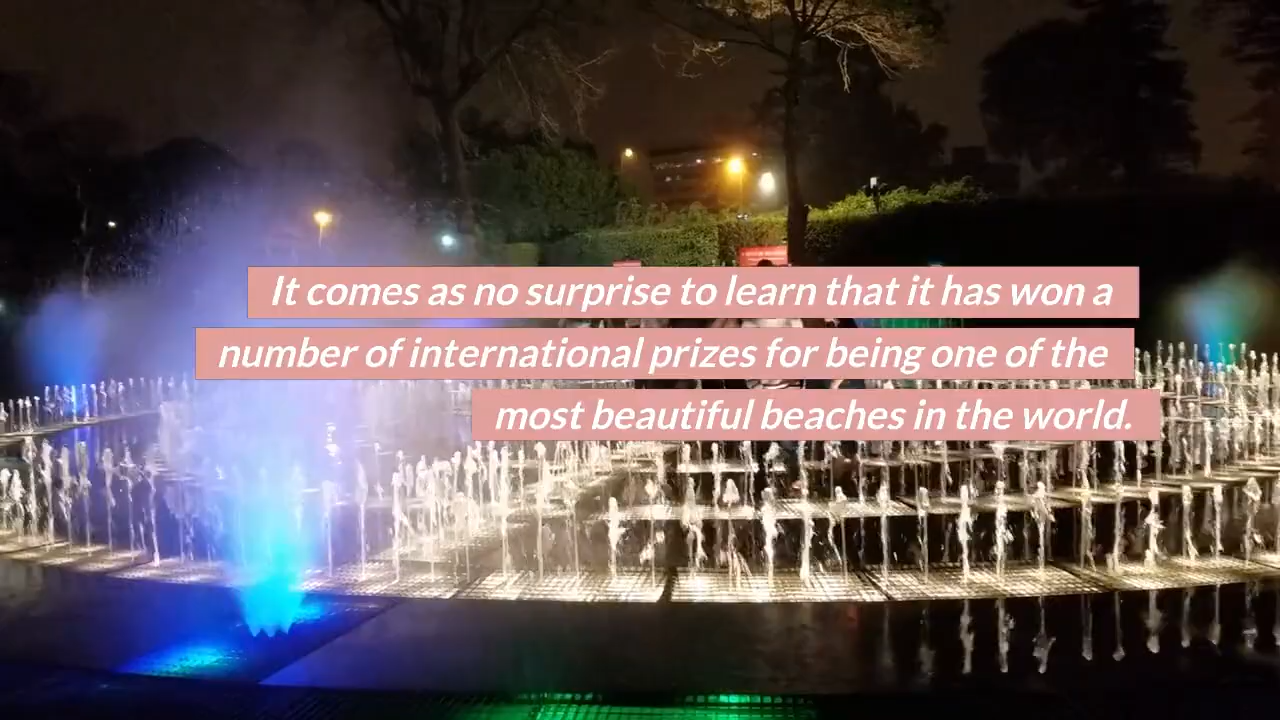 It comes as no surprise to learn that it has won a
number of international prizes for being one of the
most beautiful beaches in the world.